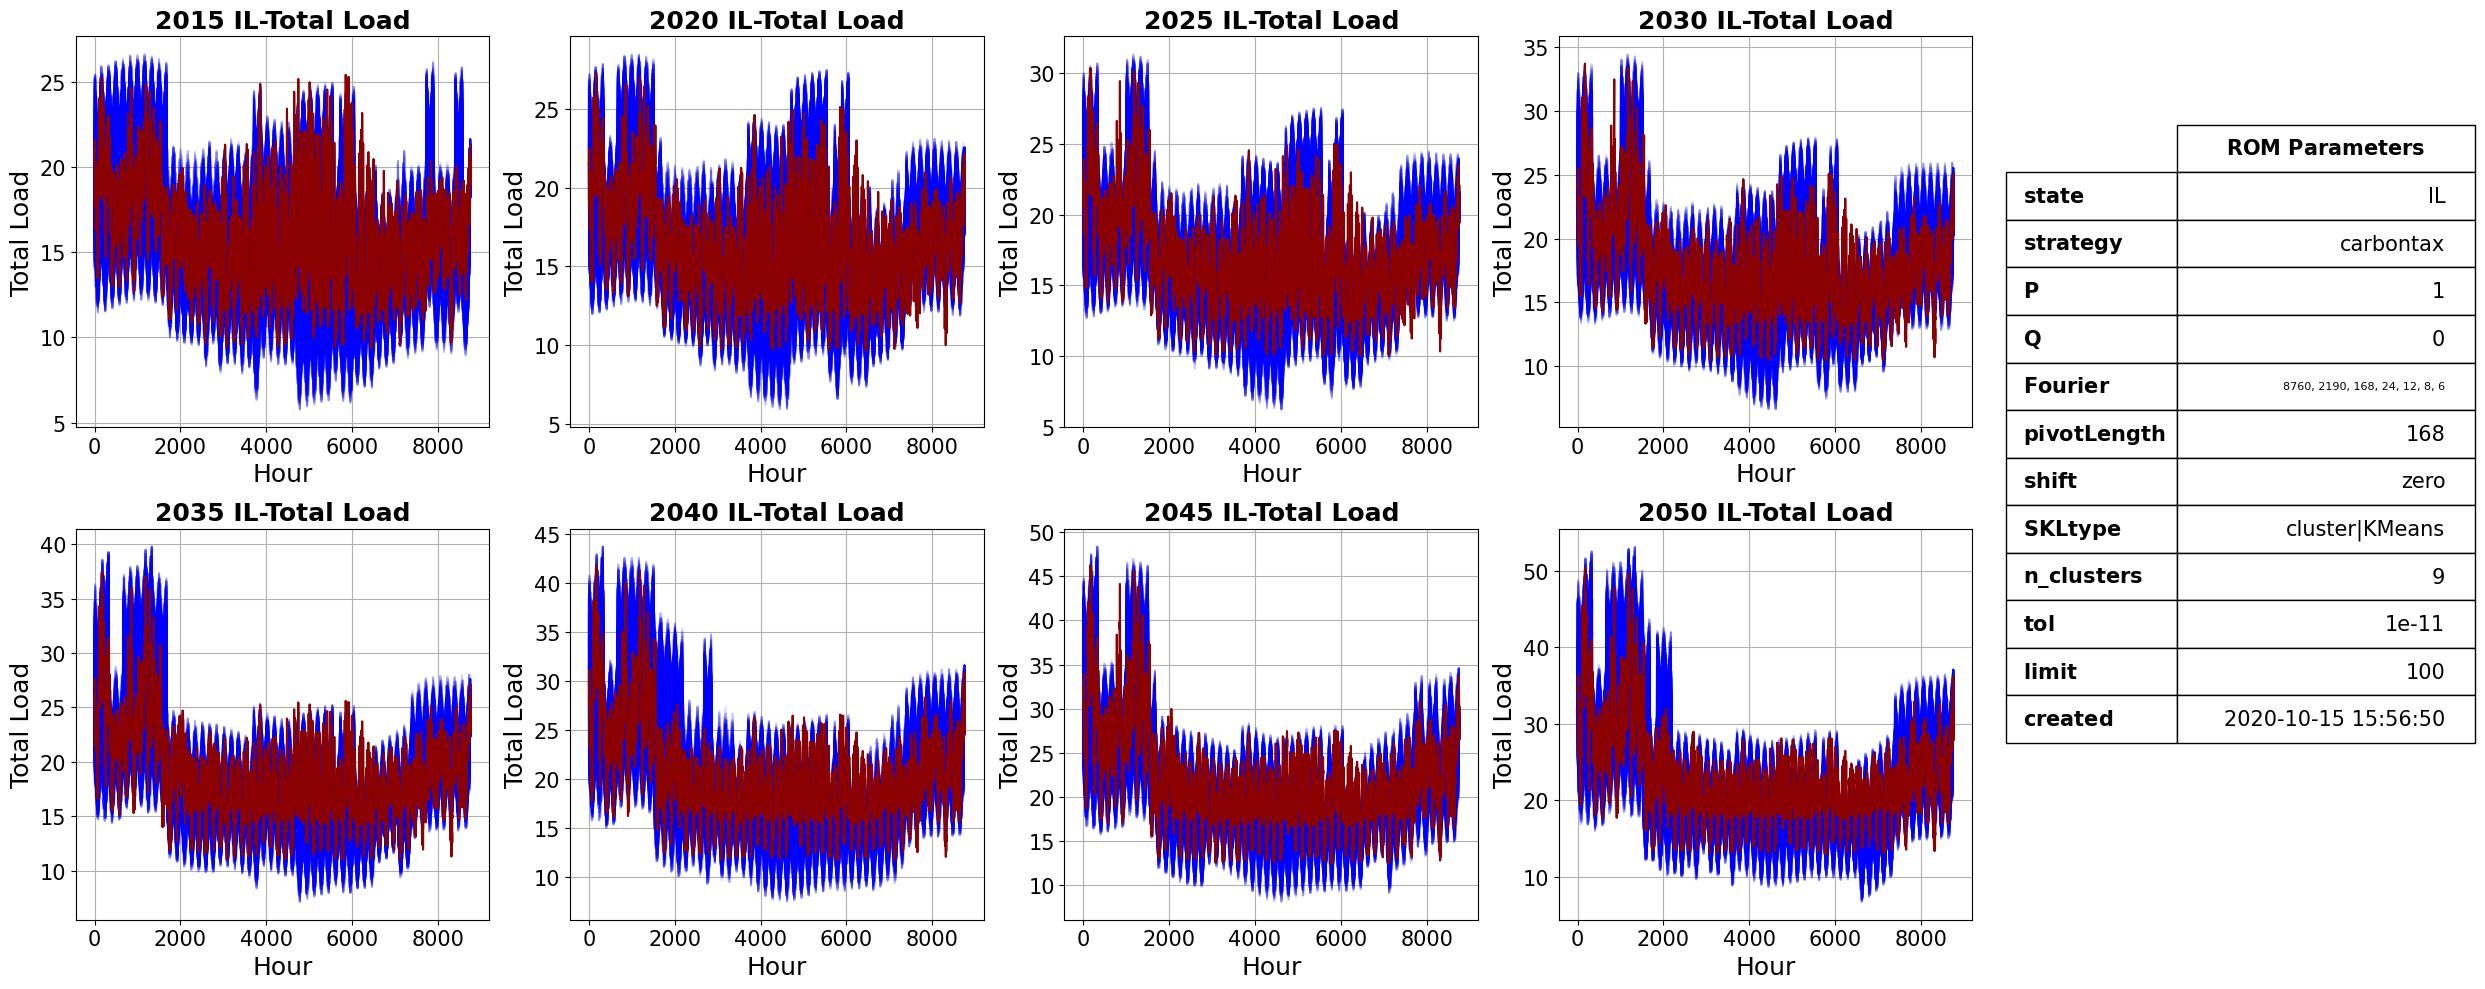 2015 IL-Total Load
25
20
15
10
5
0
2000
4000
6000
8000
Total Load
Hour
2020 IL-Total Load
25
20
15
10
5
0
2000
4000
6000
8000
Total Load
Hour
2025 IL-Total Load
30
25
20
15
10
5
0
2000
4000
6000
8000
Total Load
Hour
2030 IL-Total Load
35
30
25
20
15
10
0
2000
4000
6000
8000
Total Load
Hour
2035 IL-Total Load
40
35
30
25
20
15
10
0
2000
4000
6000
8000
Total Load
Hour
2040 IL-Total Load
45
40
35
30
25
20
15
10
0
2000
4000
6000
8000
Total Load
Hour
2045 IL-Total Load
50
45
40
35
30
25
20
15
10
0
2000
4000
6000
8000
Total Load
Hour
2050 IL-Total Load
50
40
30
20
10
0
2000
4000
6000
8000
Total Load
Hour
ROM Parameters
state IL
strategy carbontax
P 1
Q 0
Fourier 8760, 2190, 168, 24, 12, 8, 6
pivotLength 168
shift zero
SKLtype cluster|KMeans
n_clusters 9
tol 1e-11
limit 100
created 2020-10-15 15:56:50